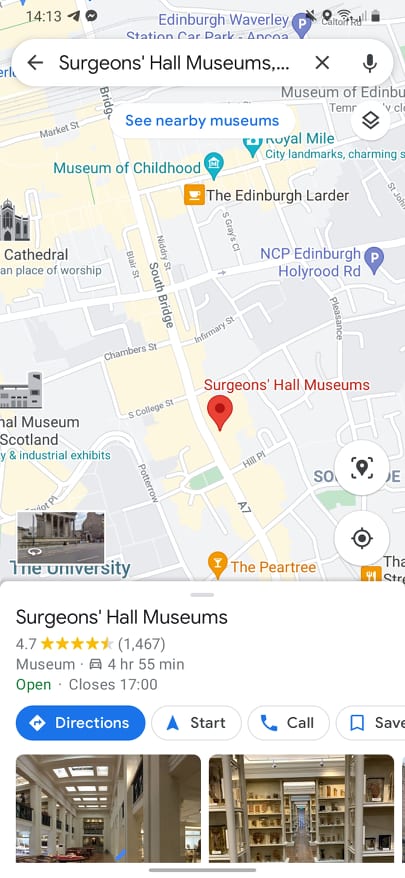 14:13
Edinburgh Waverley
Station Car Park - Apcoa
Calton Rd
Surgeons' Hall Museums,...
Museum of Edinbu
Market St
See nearby museums
Royal Mile
City landmarks, charming s
Museum of Childhood
The Edinburgh Larder
St John
S Gray's Cl
Niddry St
Blair St
Cathedral
an place of worship
South Bridge
NCP Edinburgh
Holyrood Rd
Pleasance
Infirmary St
Chambers St
Surgeons' Hall Museums
S College St
nal Museum
Scotland
y & industrial exhibits
Hill Pl
Potterrow
A7
The University
The Peartree
Tha
Stre
Surgeons' Hall Museums
4.7 (1,467)
Museum · 4 hr 55 min
Open · Closes 17:00
Directions
Start
Call
Save